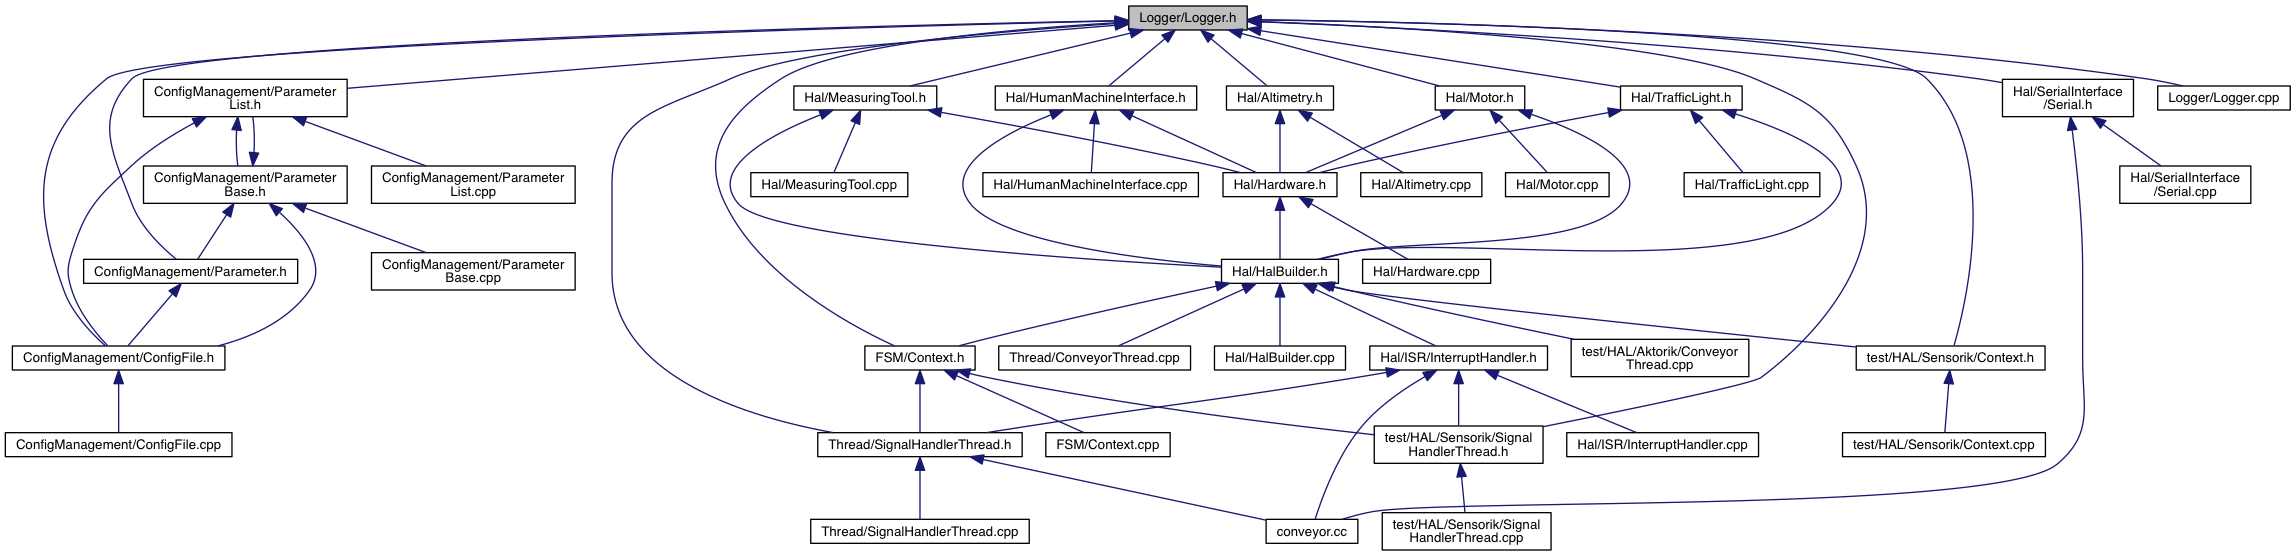 Logger/Logger.h
ConfigManagement/Parameter
List.h
Hal/MeasuringTool.h
Hal/HumanMachineInterface.h
Hal/Altimetry.h
Hal/Motor.h
Hal/TrafficLight.h
Hal/SerialInterface
/Serial.h
Logger/Logger.cpp
ConfigManagement/Parameter
Base.h
ConfigManagement/Parameter
List.cpp
Hal/MeasuringTool.cpp
Hal/HumanMachineInterface.cpp
Hal/Hardware.h
Hal/Altimetry.cpp
Hal/Motor.cpp
Hal/TrafficLight.cpp
Hal/SerialInterface
/Serial.cpp
ConfigManagement/Parameter.h
ConfigManagement/Parameter
Base.cpp
Hal/HalBuilder.h
Hal/Hardware.cpp
ConfigManagement/ConfigFile.h
FSM/Context.h
Thread/ConveyorThread.cpp
Hal/HalBuilder.cpp
Hal/ISR/InterruptHandler.h
test/HAL/Aktorik/Conveyor
Thread.cpp
test/HAL/Sensorik/Context.h
ConfigManagement/ConfigFile.cpp
Thread/SignalHandlerThread.h
FSM/Context.cpp
test/HAL/Sensorik/Signal
HandlerThread.h
Hal/ISR/InterruptHandler.cpp
test/HAL/Sensorik/Context.cpp
Thread/SignalHandlerThread.cpp
conveyor.cc
test/HAL/Sensorik/Signal
HandlerThread.cpp